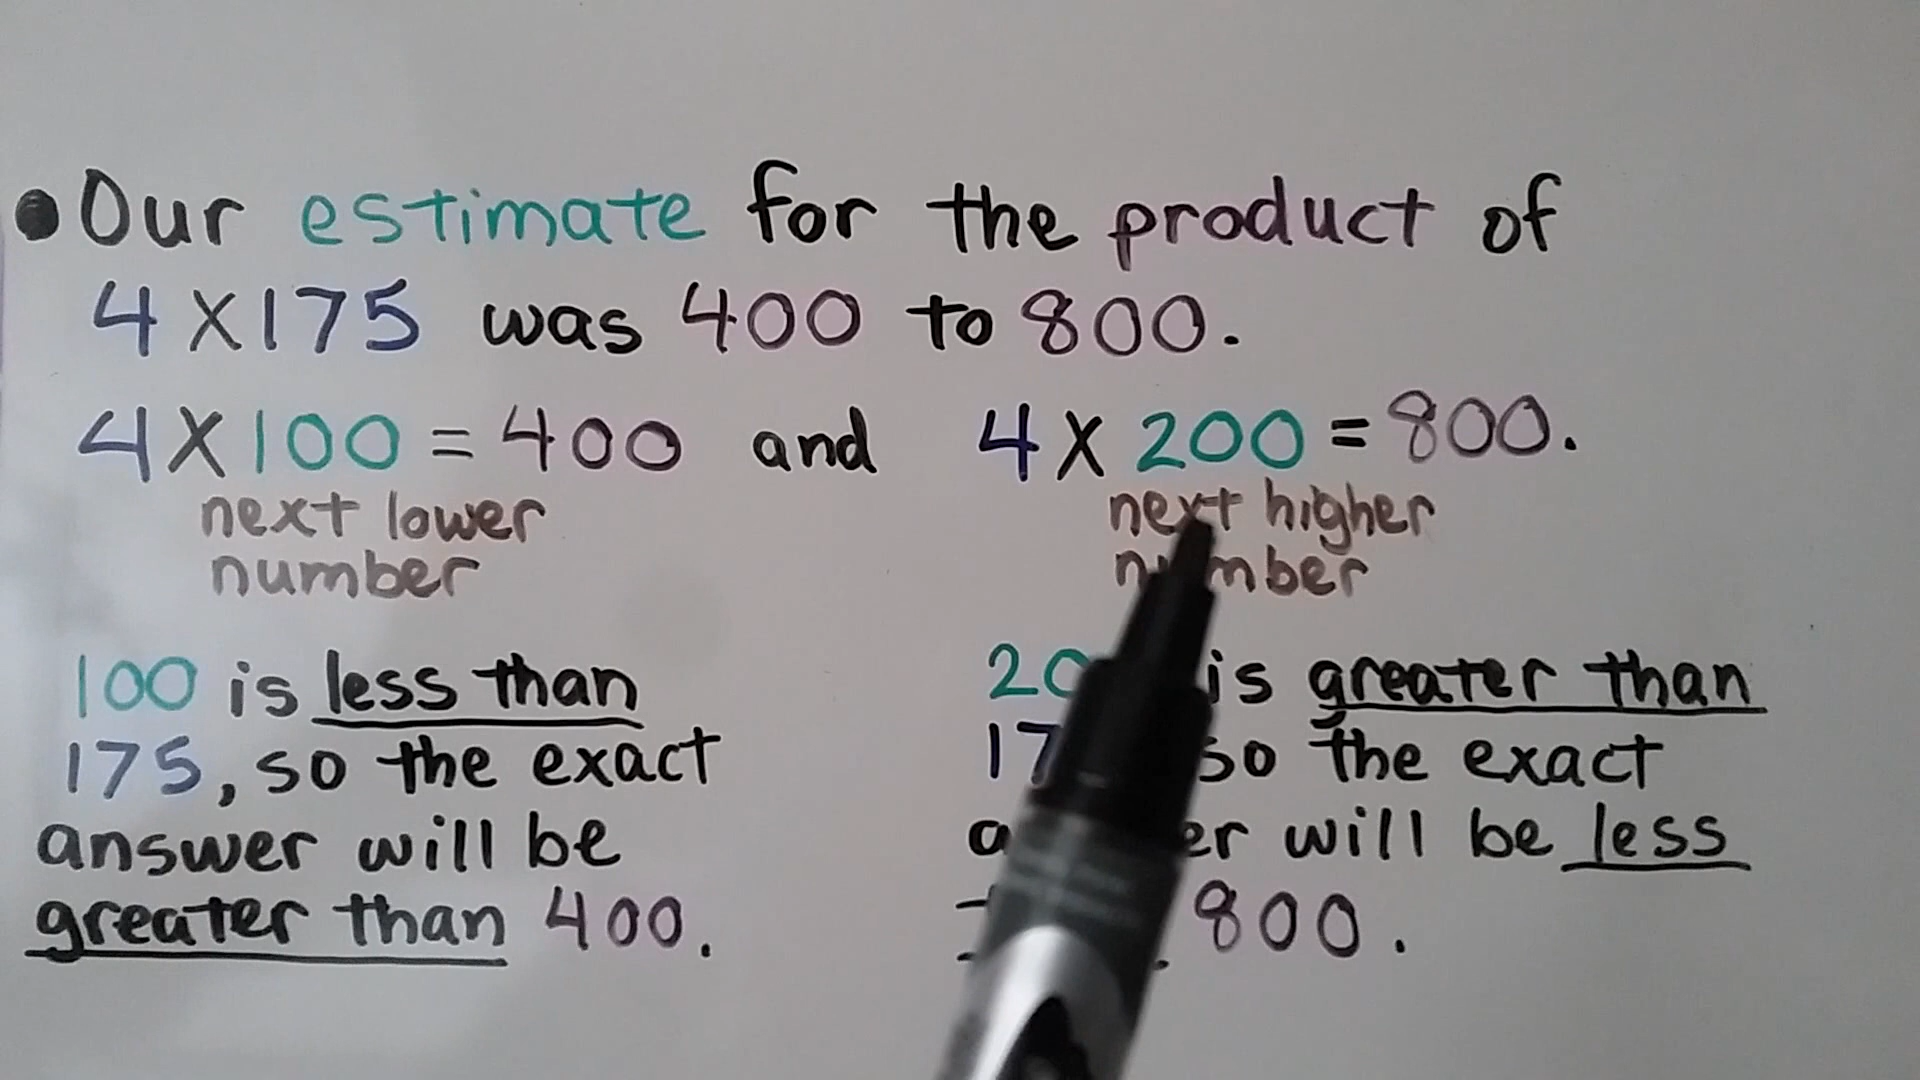 • Our estimate for the product of
4 X 175 was 400 to 800.
4 X 100 = 400 and 4 X 200 = 800.
next lower
number
next higher
number
100 is less than
175, so the exact
answer will be
greater than 400.
is greater than
so the exact
will be less
800.